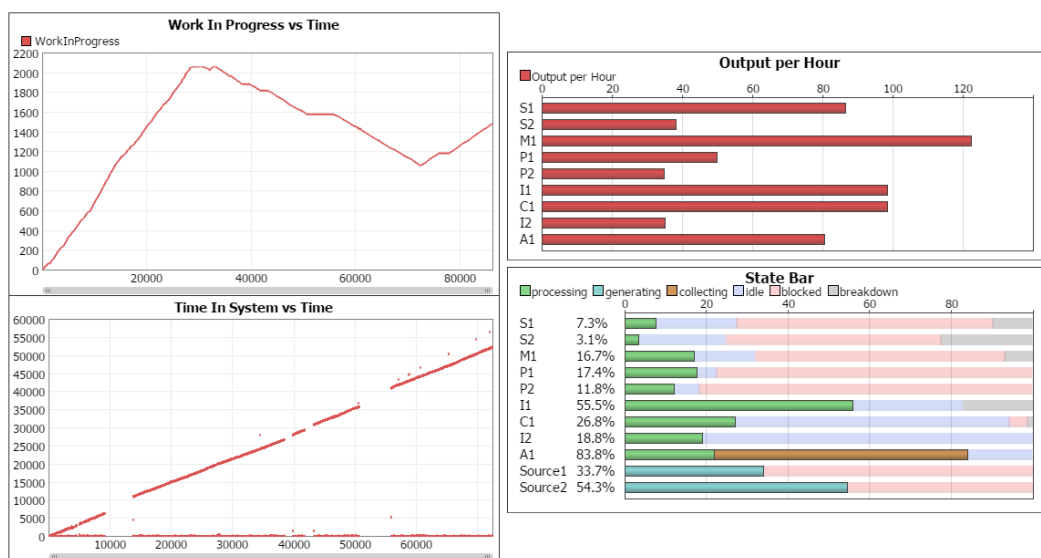 Work In Progress vs Time
WorkInProgress
2200
2000
1800
1600
1400
1200
1000
800
600
400
200
0
20000 40000 60000 80000
Time In System vs Time
60000
55000
50000
45000
40000
35000
30000
25000
20000
15000
10000
5000
0
10000 20000 30000 40000 50000 60000
Output per Hour
Output per Hour
0 20 40 60 80 100 120
S1
S2
M1
P1
P2
I1
C1
I2
A1
State Bar
processing generating collecting idle blocked breakdown
0 20 40 60 80
S1 7.3%
S2 3.1%
M1 16.7%
P1 17.4%
P2 11.8%
I1 55.5%
C1 26.8%
I2 18.8%
A1 83.8%
Source1 33.7%
Source2 54.3%